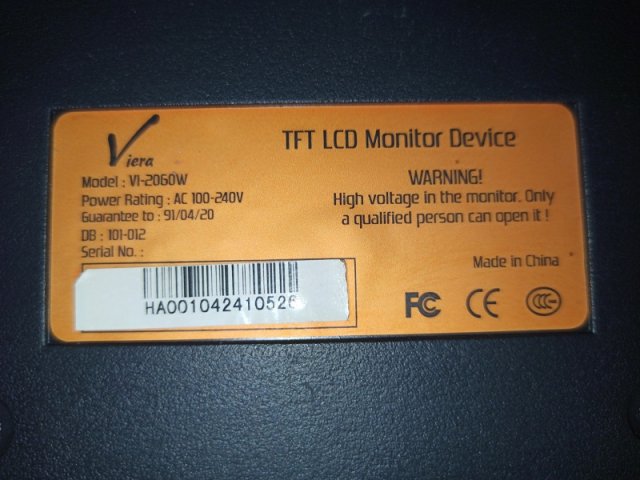 Viera
TFT LCD Monitor Device
Model : VI-2060W
Power Rating : AC 100-240V
Guarantee to : 91/04/20
DB : 101-012
Serial No. :
HA001042410526
WARNING!
High voltage in the monitor. Only
a qualified person can open it !
Made in China
FC CE CCC